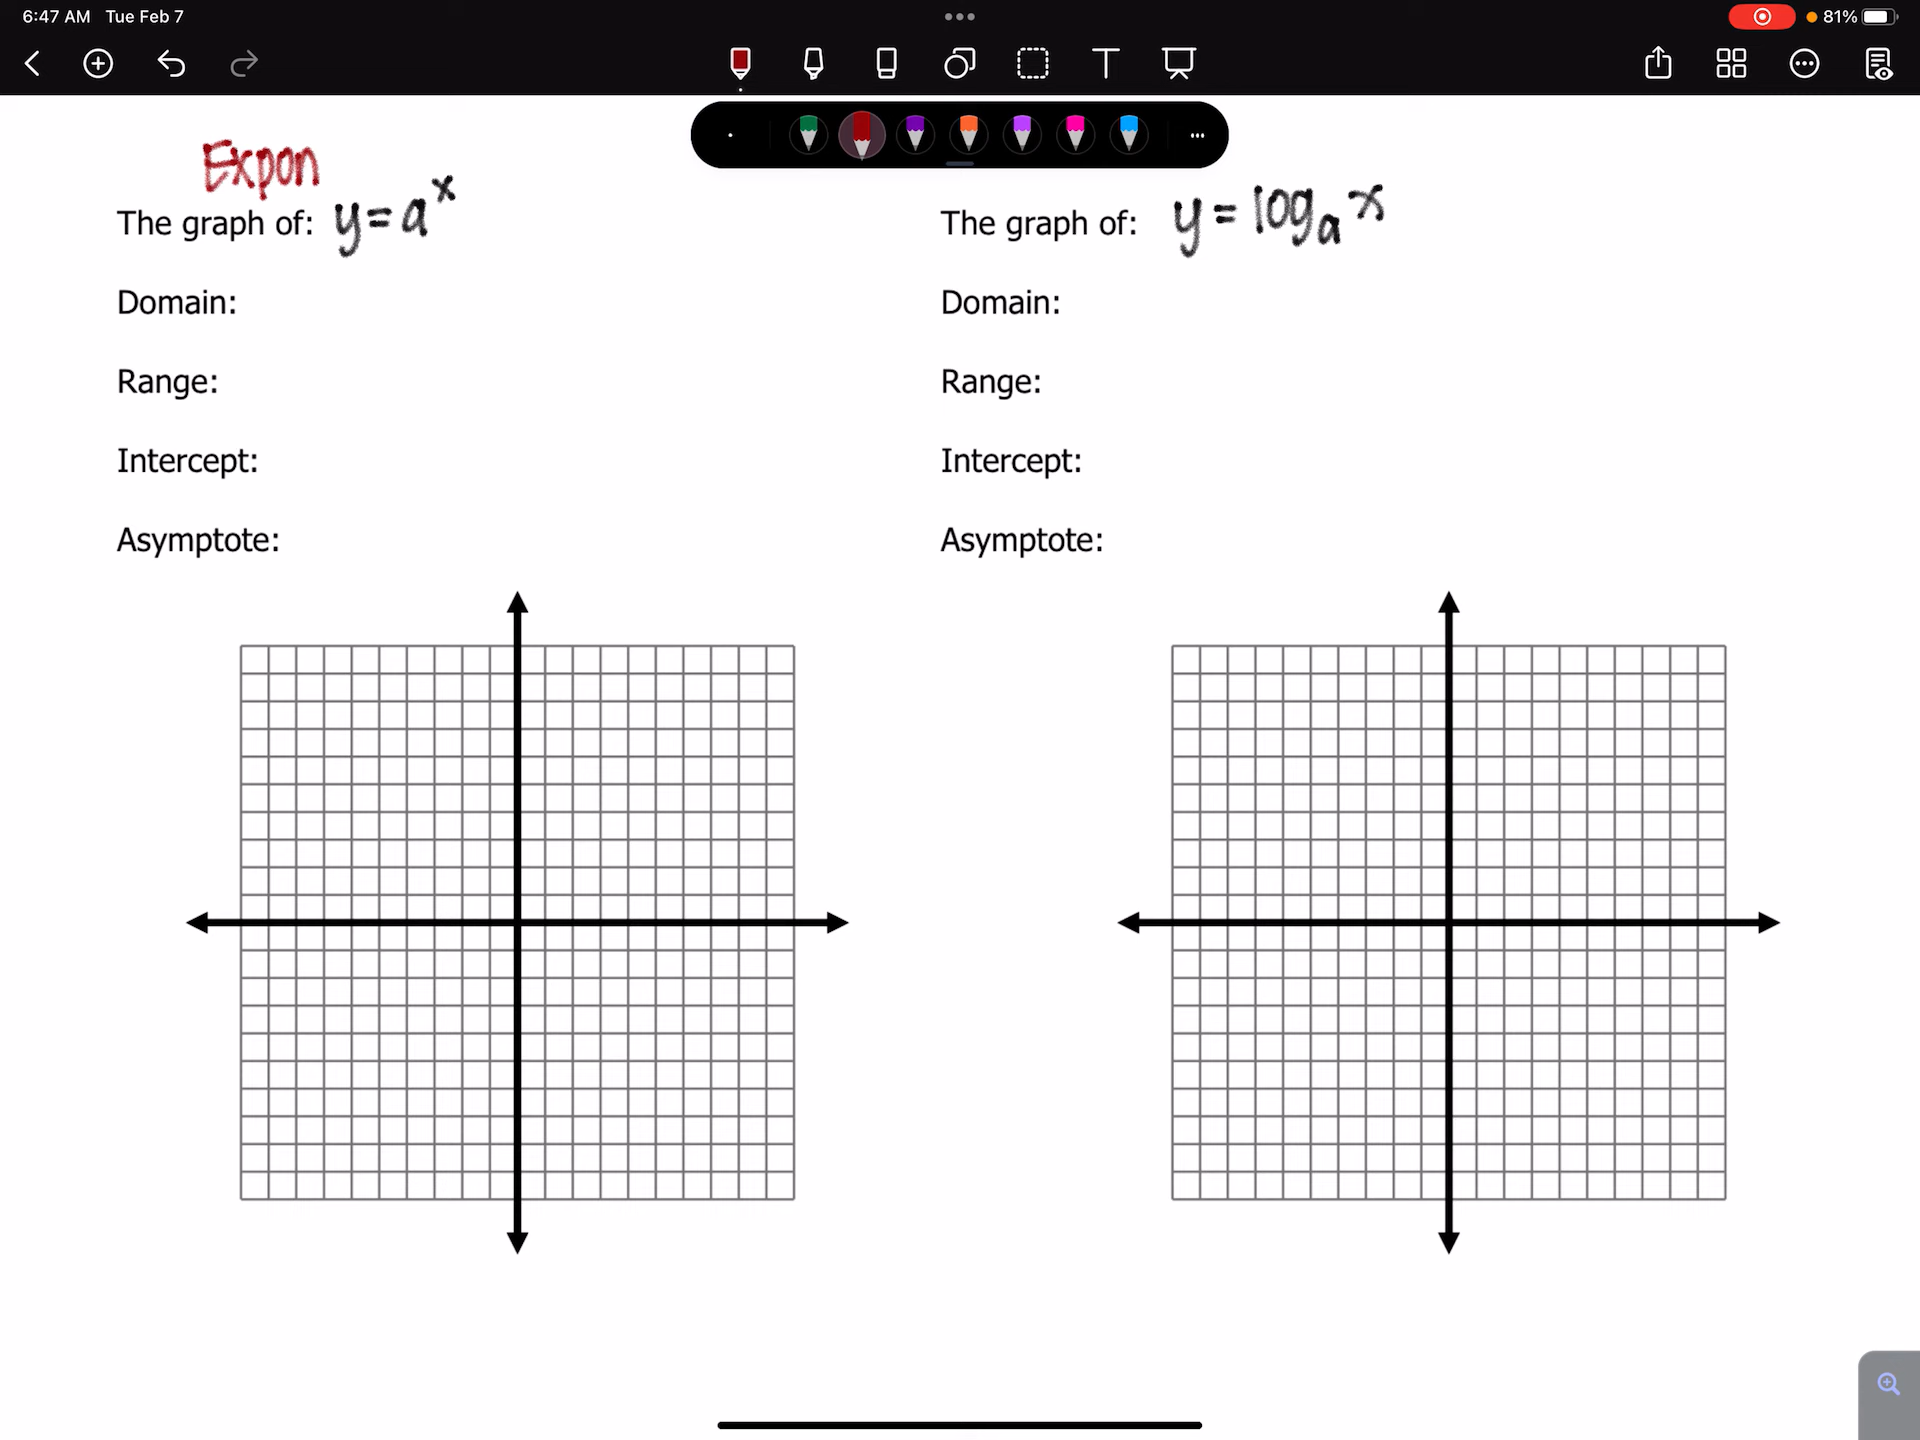 6:47 AM Tue Feb 7
81%
Expon
The graph of: y = a^x
Domain:
Range:
Intercept:
Asymptote:
The graph of: y = log_a x
Domain:
Range:
Intercept:
Asymptote: